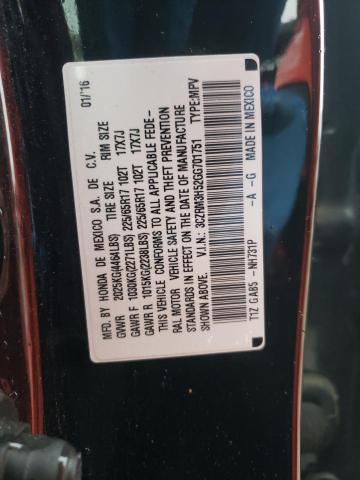 MFD. BY HONDA DE MEXICO S.A. DE C.V. 01/'16
GVWR 2025KG(4464LBS) TIRE SIZE RIM SIZE
GAWR F 1030KG(2271LBS) 225/65R17 102T 17X7J
GAWR R 1015KG(2238LBS) 225/65R17 102T 17X7J
THIS VEHICLE CONFORMS TO ALL APPLICABLE FEDE-
RAL MOTOR VEHICLE SAFETY AND THEFT PREVENTION
STANDARDS IN EFFECT ON THE DATE OF MANUFACTURE
SHOWN ABOVE. V.I.N.: 3CZRM3H52GG701751 TYPE:MPV
T1Z GAB5 -NH731P -A -G MADE IN MEXICO